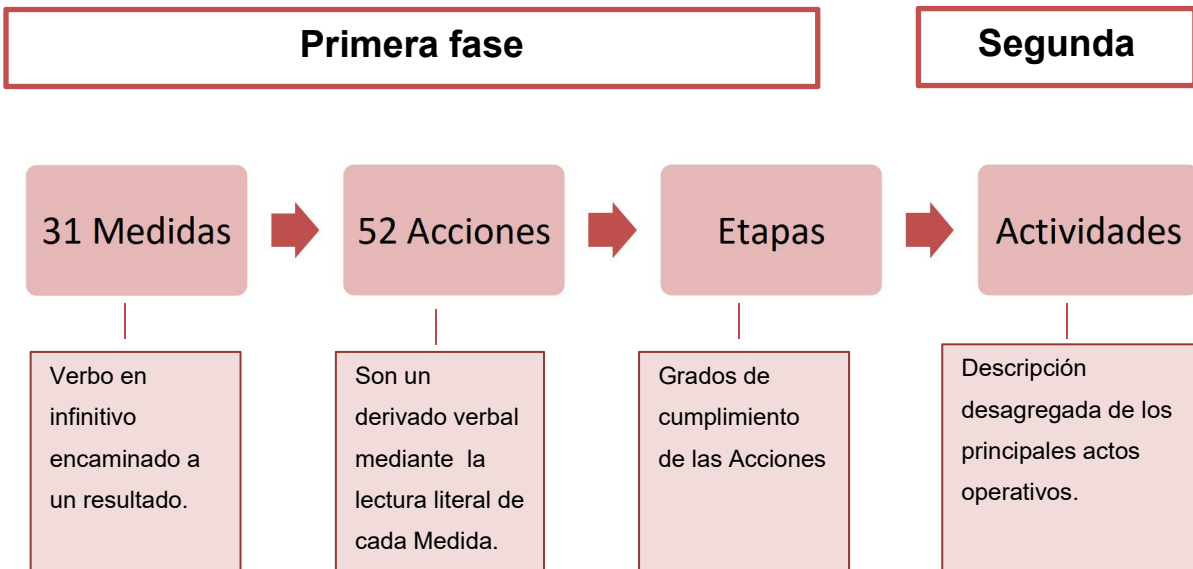 Primera fase
Segunda
31 Medidas
52 Acciones
Etapas
Actividades
Verbo en
infinitivo
encaminado a
un resultado.
Son un
derivado verbal
mediante la
lectura literal de
cada Medida.
Grados de
cumplimiento
de las Acciones
Descripción
desagregada de los
principales actos
operativos.